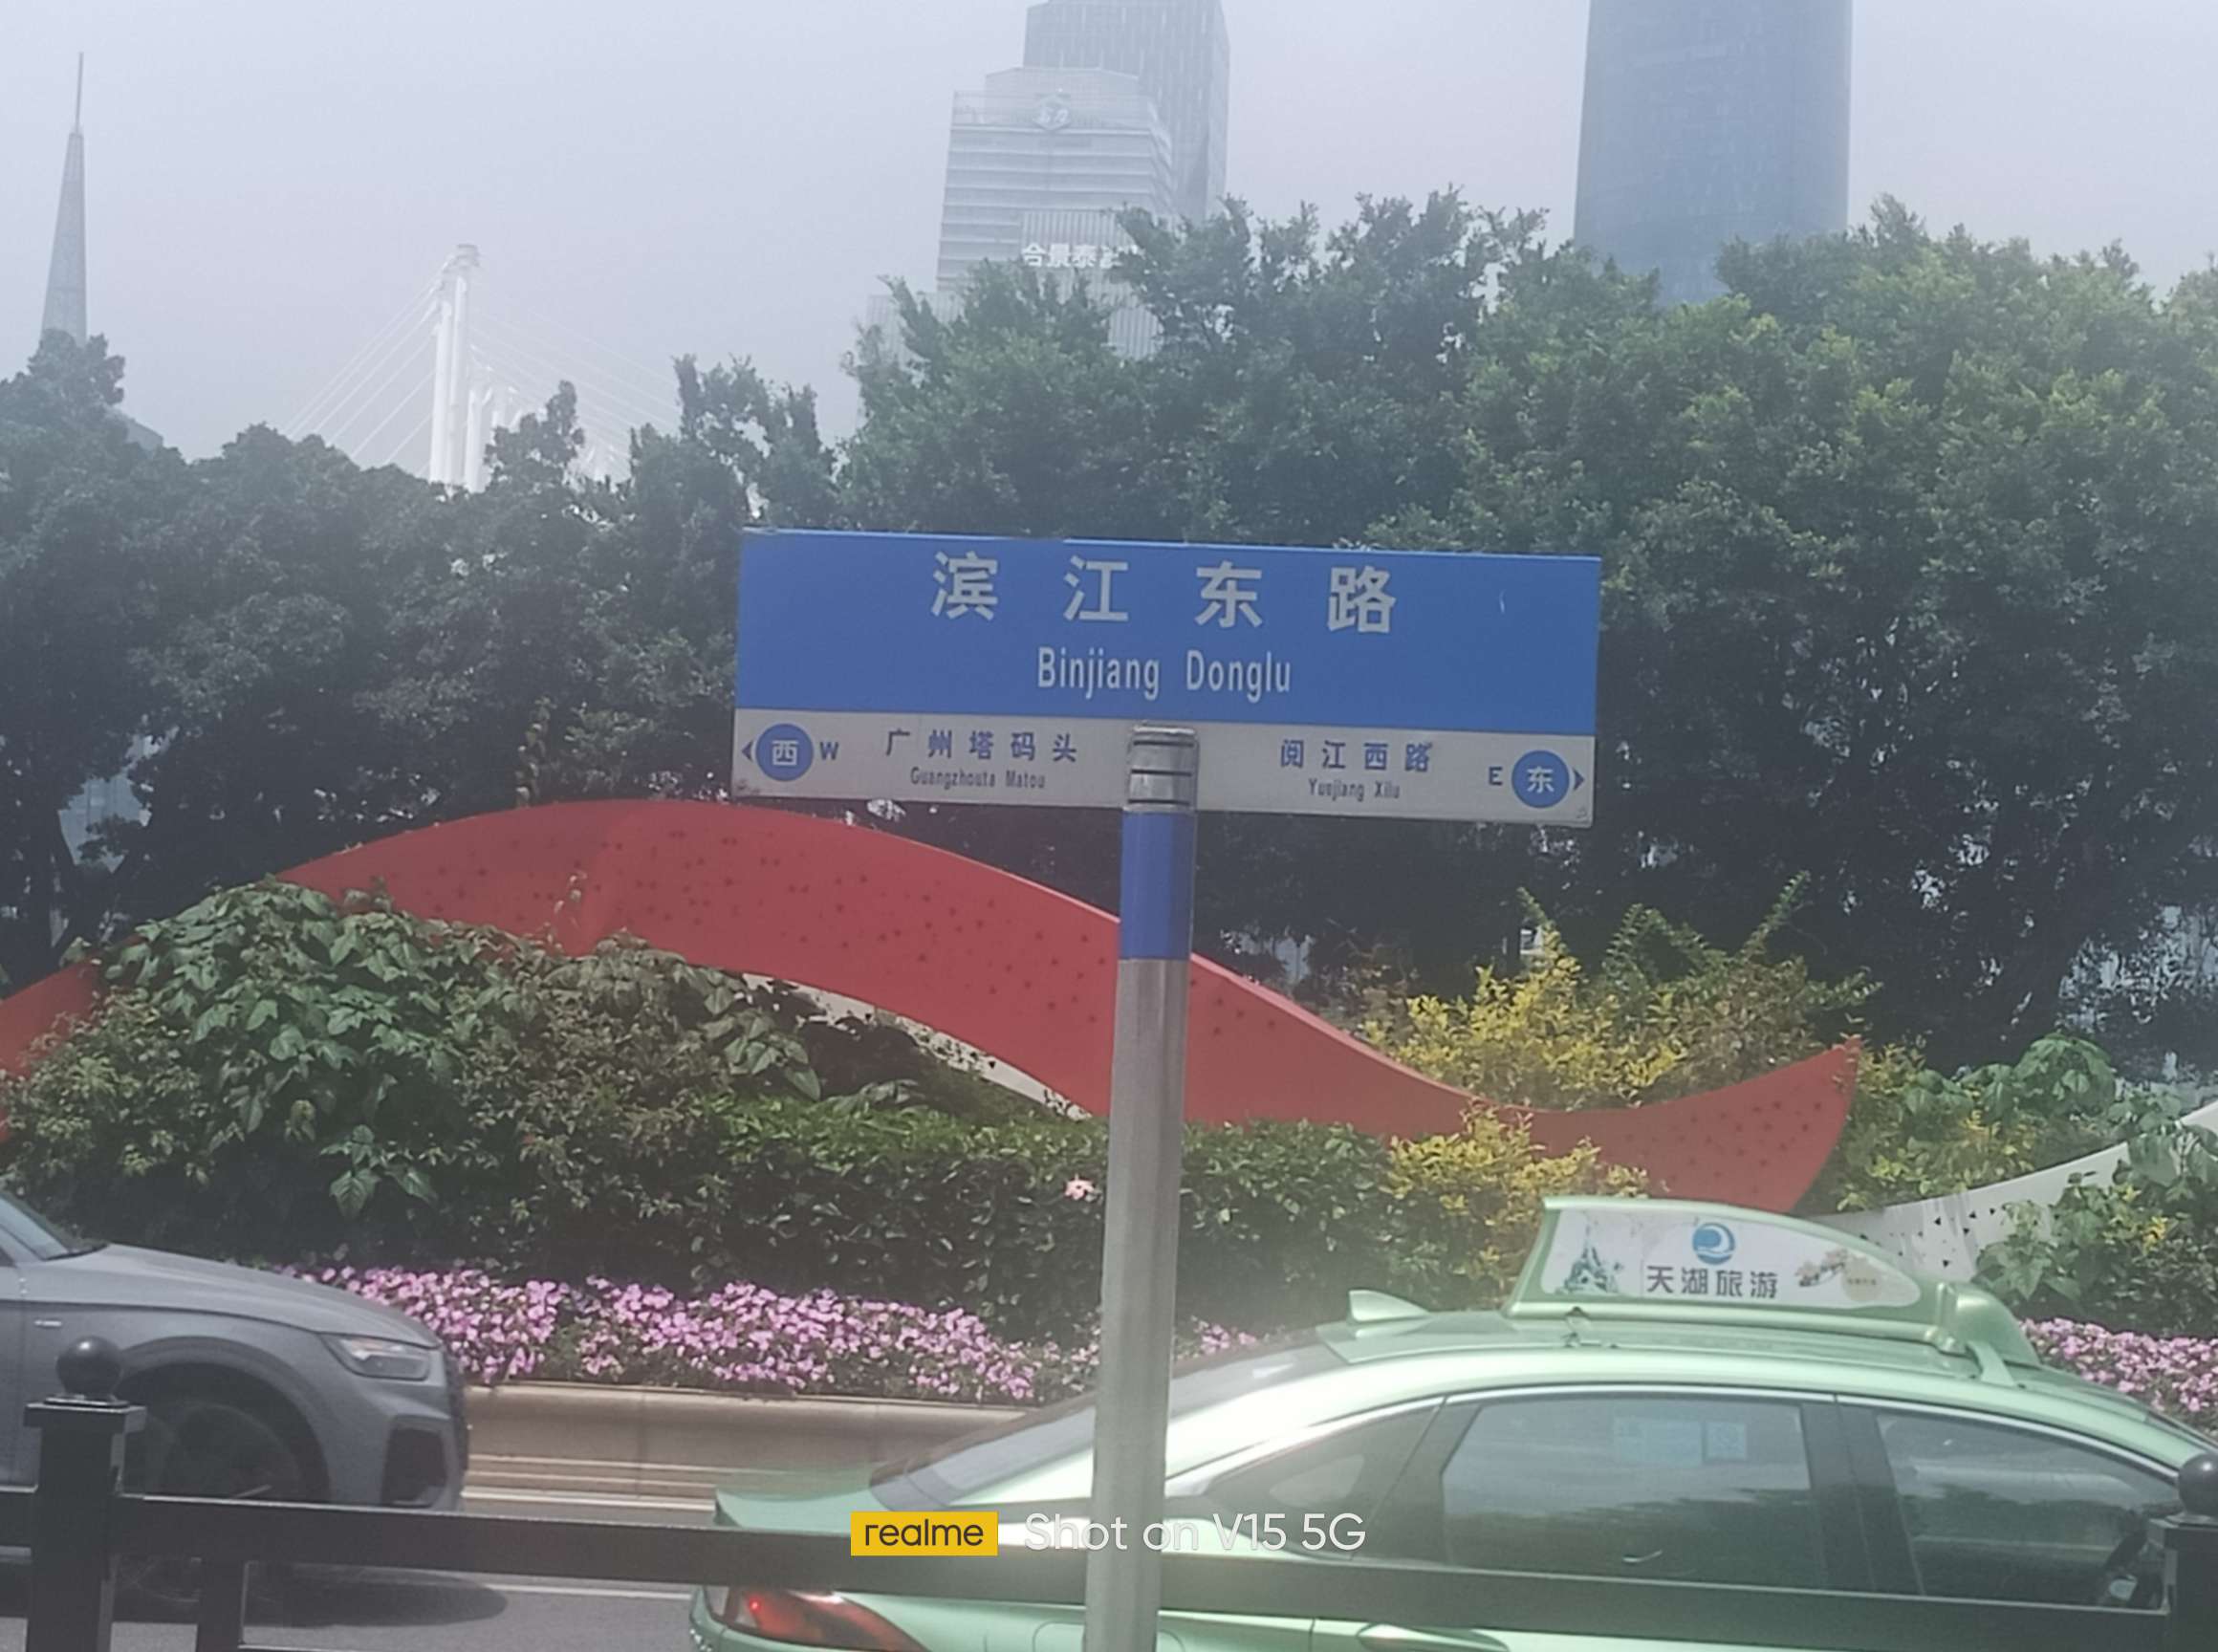 合景泰
滨江东路
Binjiang Donglu
西 W
广州塔码头
Guangzhouta Matou
阅江西路
Yuejiang Xilu
E 东
天湖旅游
realme Shot on V15 5G